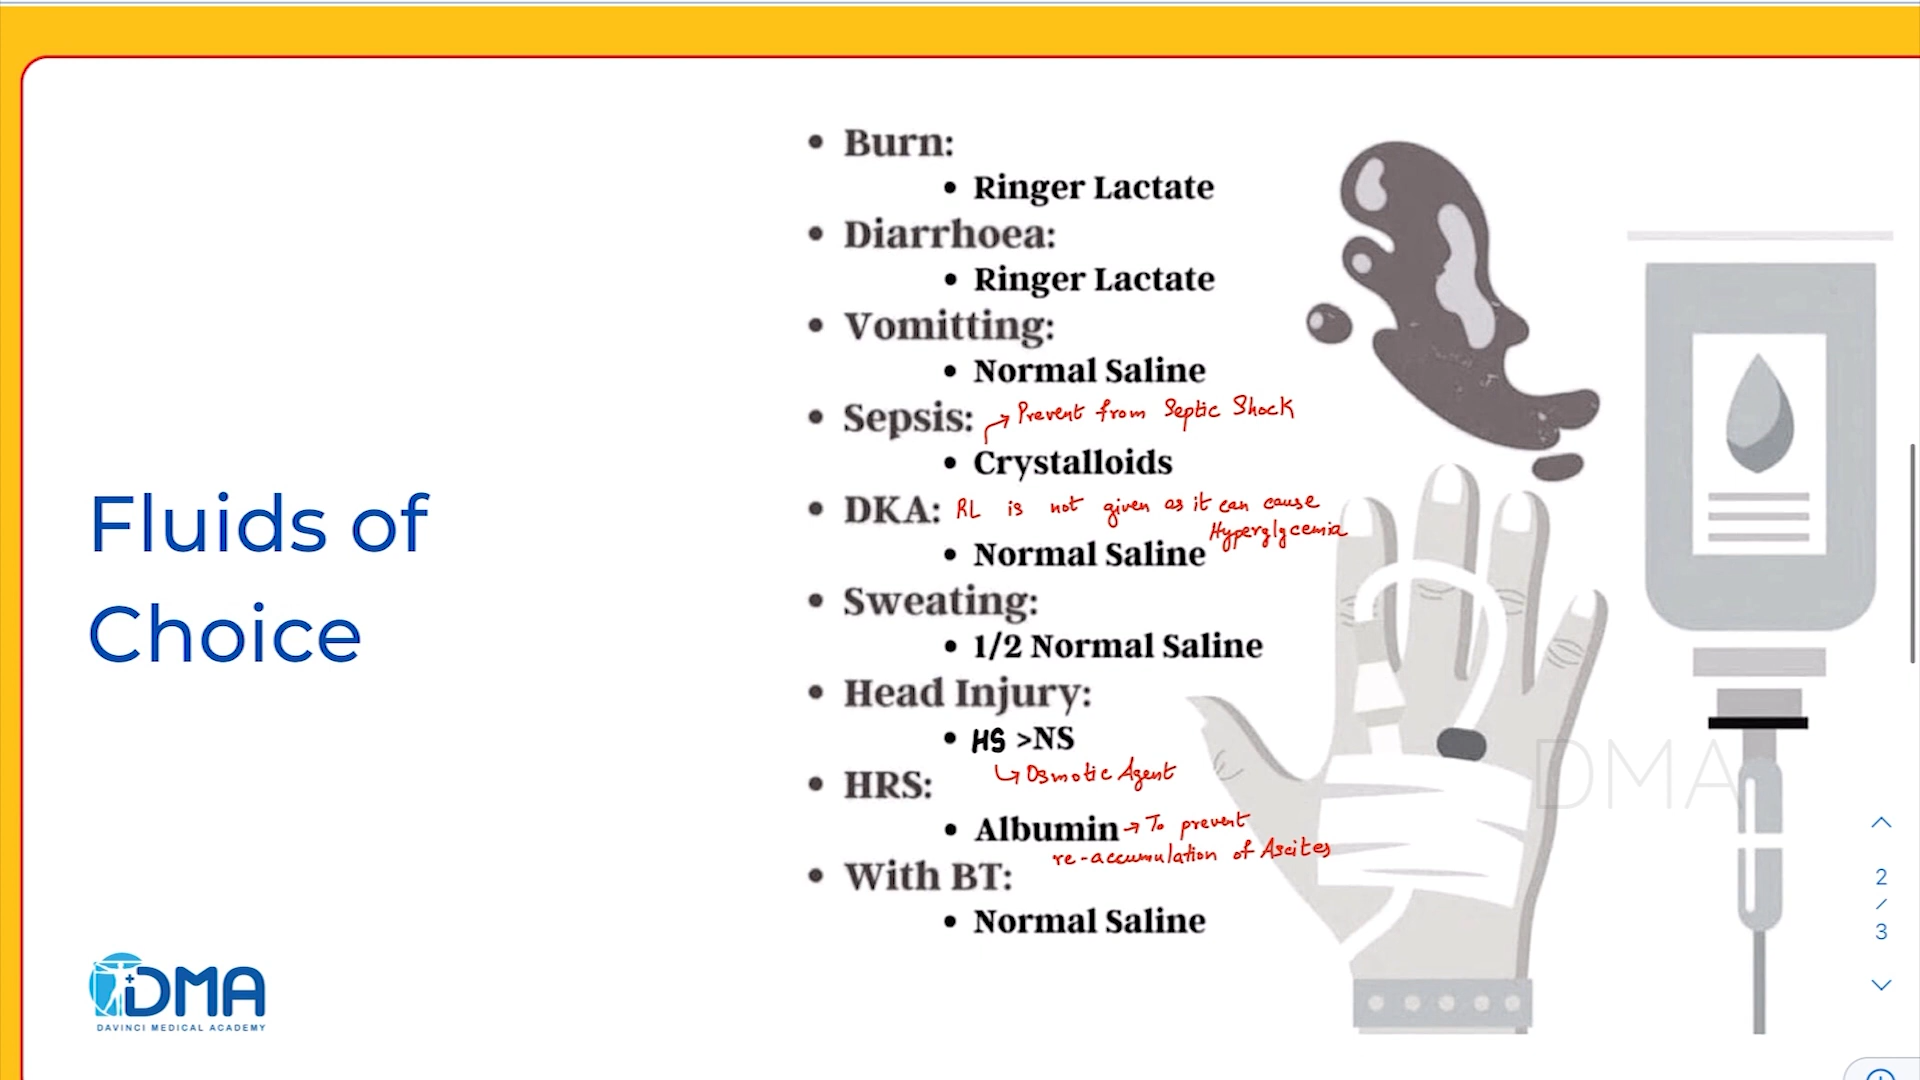 Fluids of
Choice
• Burn:
• Ringer Lactate
• Diarrhoea:
• Ringer Lactate
• Vomitting:
• Normal Saline
• Sepsis: → Prevent from Septic Shock
• Crystalloids
• DKA: RL is not given as it can cause
Hyperglycemia
• Normal Saline
• Sweating:
• 1/2 Normal Saline
• Head Injury:
• HS >NS
↳ Osmotic Agent
• HRS:
• Albumin → To prevent
re-accumulation of Ascites
• With BT:
• Normal Saline
DMA
DMA
DAVINCI MEDICAL ACADEMY
2
/
3